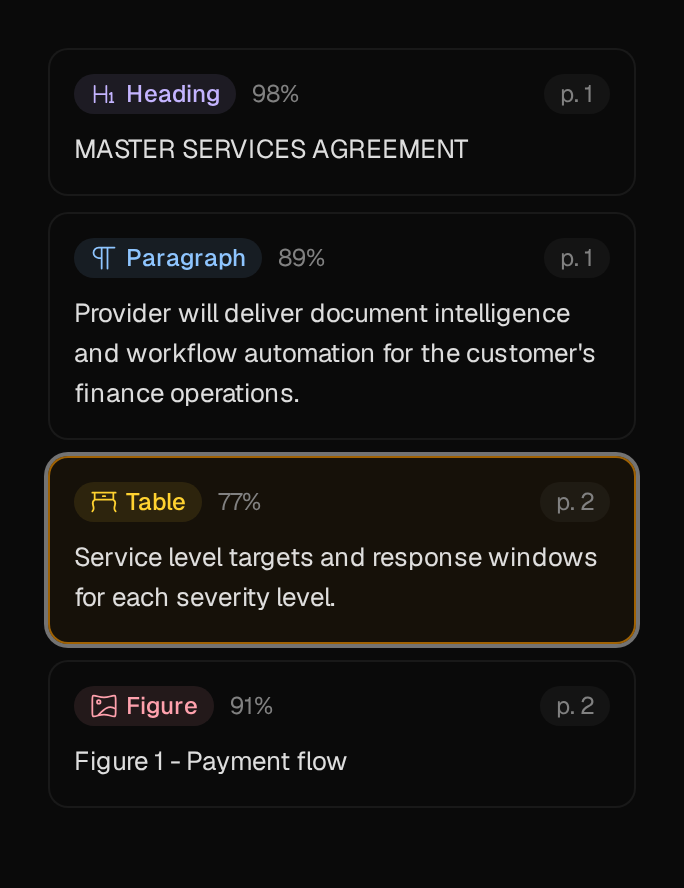 H1 Heading 98% p. 1
MASTER SERVICES AGREEMENT
Paragraph 89% p. 1
Provider will deliver document intelligence
and workflow automation for the customer's
finance operations.
Table 77% p. 2
Service level targets and response windows
for each severity level.
Figure 91% p. 2
Figure 1 - Payment flow